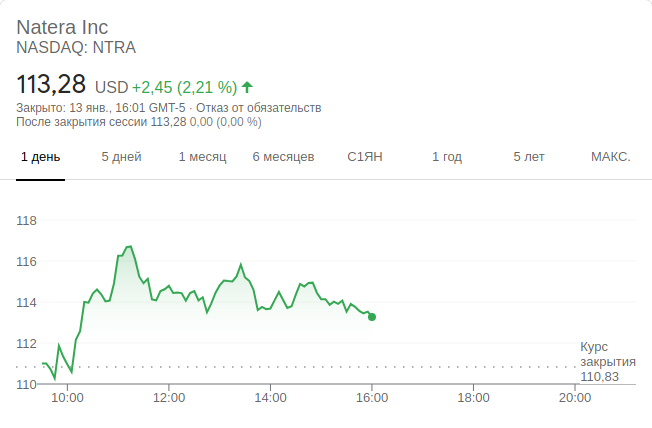 Natera Inc
NASDAQ: NTRA
113,28 USD +2,45 (2,21 %)
Закрыто: 13 янв., 16:01 GMT-5 · Отказ от обязательств
После закрытия сессии 113,28 0,00 (0,00 %)
1 день 5 дней 1 месяц 6 месяцев С1ЯН 1 год 5 лет МАКС.
118
116
114
112
Курс
закрытия
110,83
110
10:00 12:00 14:00 16:00 18:00 20:00